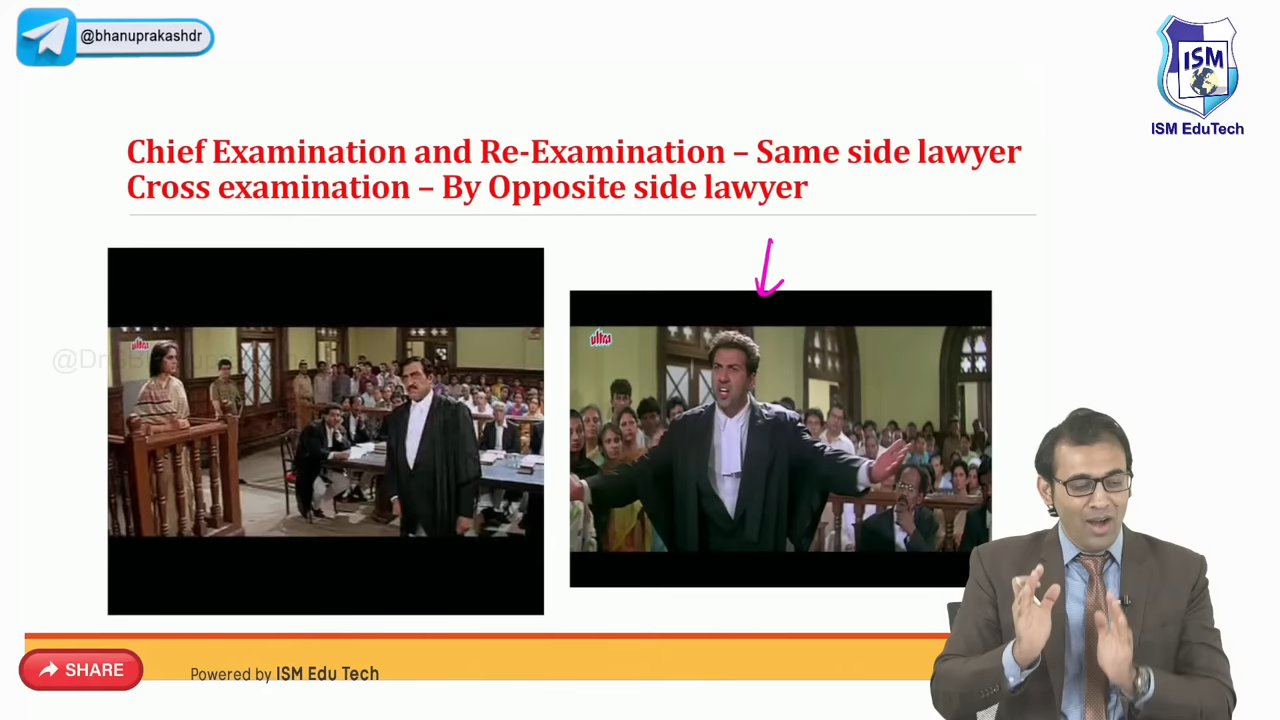 @bhanuprakashdr
ISM
ISM EduTech
Chief Examination and Re-Examination – Same side lawyer
Cross examination – By Opposite side lawyer
ultra
ultra
SHARE
Powered by ISM Edu Tech